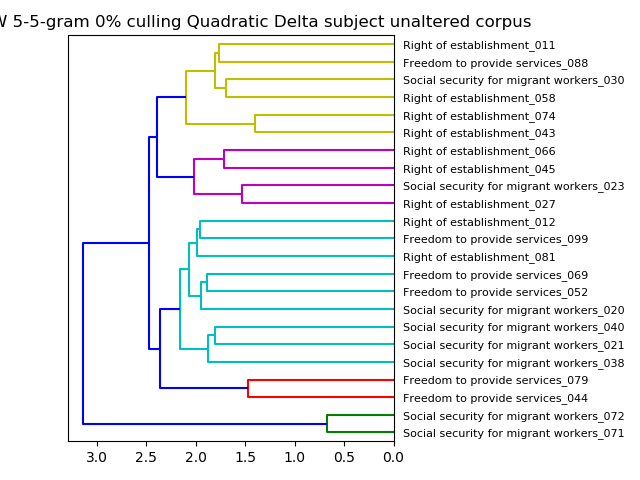 5-5-gram 0% culling Quadratic Delta subject unaltered corpus
Right of establishment_011
Freedom to provide services_088
Social security for migrant workers_030
Right of establishment_058
Right of establishment_074
Right of establishment_043
Right of establishment_066
Right of establishment_045
Social security for migrant workers_023
Right of establishment_027
Right of establishment_012
Freedom to provide services_099
Right of establishment_081
Freedom to provide services_069
Freedom to provide services_052
Social security for migrant workers_020
Social security for migrant workers_040
Social security for migrant workers_021
Social security for migrant workers_038
Freedom to provide services_079
Freedom to provide services_044
Social security for migrant workers_072
Social security for migrant workers_071
3.0 2.5 2.0 1.5 1.0 0.5 0.0